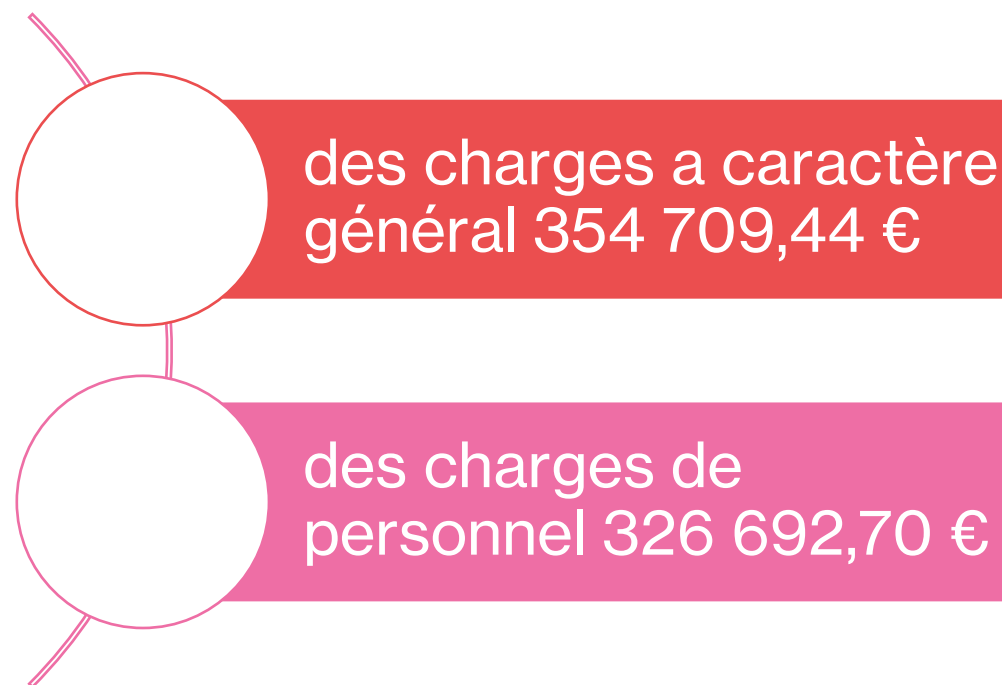 des charges a caractère
général 354 709,44 €
des charges de
personnel 326 692,70 €